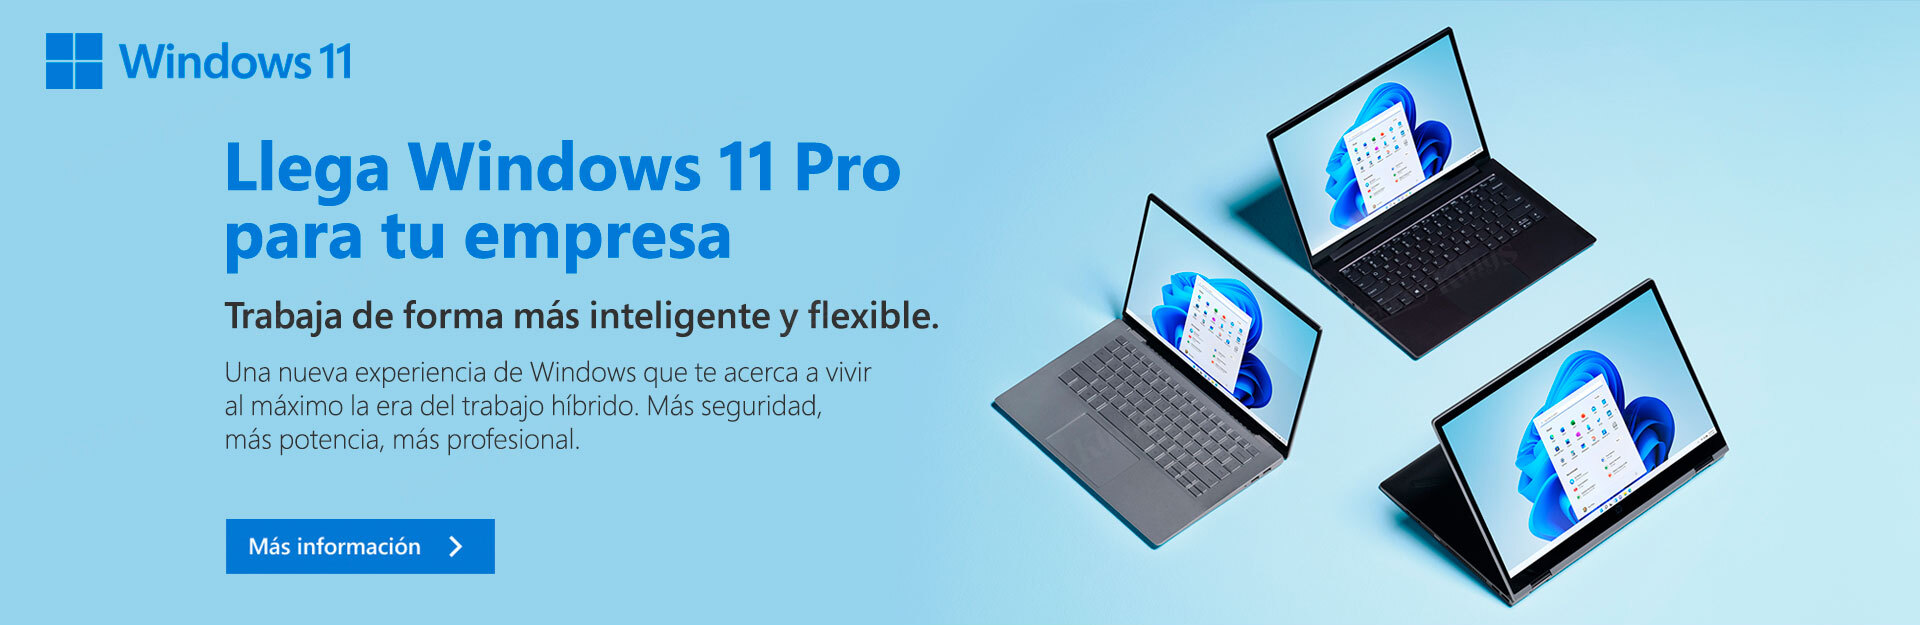 Windows 11
Llega Windows 11 Pro
para tu empresa
Trabaja de forma más inteligente y flexible.
Una nueva experiencia de Windows que te acerca a vivir
al máximo la era del trabajo híbrido. Más seguridad,
más potencia, más profesional.
Más información